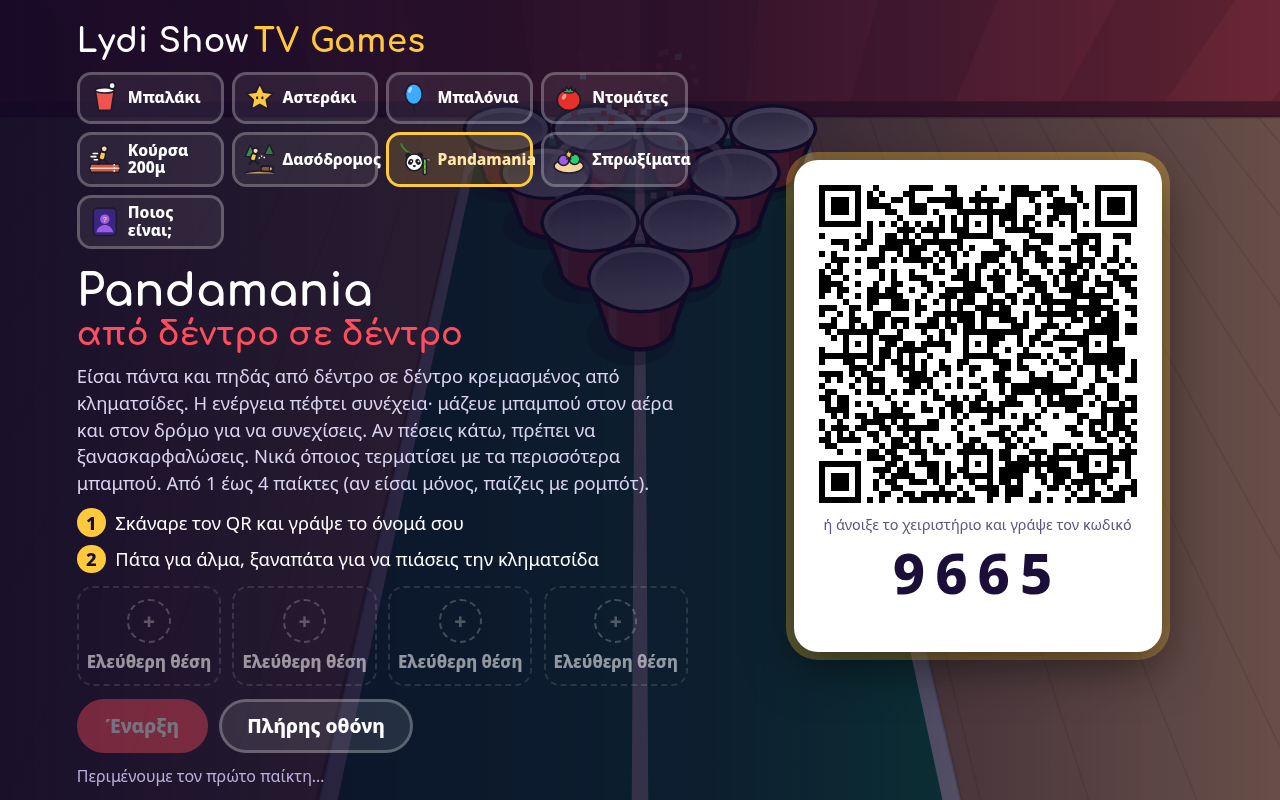 Lydi Show TV Games
Μπαλάκι
Αστεράκι
Μπαλόνια
Ντομάτες
Κούρσα
200μ
Δασόδρομος
Pandamania
Σπρωξίματα
Ποιος
είναι;
Pandamania
από δέντρο σε δέντρο
Είσαι πάντα και πηδάς από δέντρο σε δέντρο κρεμασμένος από
κληματσίδες. Η ενέργεια πέφτει συνέχεια· μάζευε μπαμπού στον αέρα
και στον δρόμο για να συνεχίσεις. Αν πέσεις κάτω, πρέπει να
ξανασκαρφαλώσεις. Νικά όποιος τερματίσει με τα περισσότερα
μπαμπού. Από 1 έως 4 παίκτες (αν είσαι μόνος, παίζεις με ρομπότ).
1 Σκάναρε τον QR και γράψε το όνομά σου
2 Πάτα για άλμα, ξαναπάτα για να πιάσεις την κληματσίδα
+ + + +
Ελεύθερη θέση Ελεύθερη θέση Ελεύθερη θέση Ελεύθερη θέση
Έναρξη
Πλήρης οθόνη
Περιμένουμε τον πρώτο παίκτη...
ή άνοιξε το χειριστήριο και γράψε τον κωδικό
9665